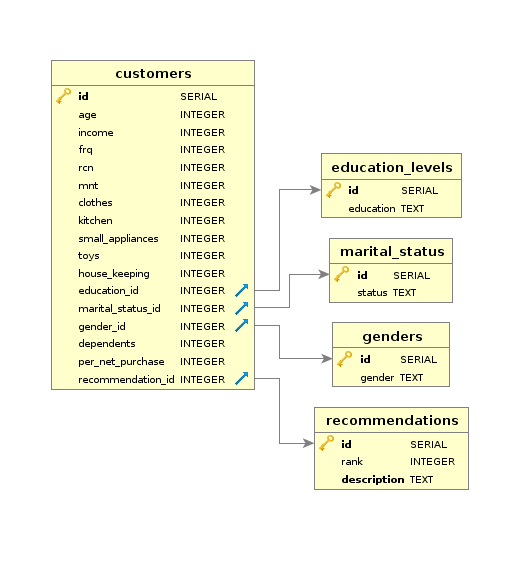 customers
id SERIAL
age INTEGER
income INTEGER
frq INTEGER
rcn INTEGER
mnt INTEGER
clothes INTEGER
kitchen INTEGER
small_appliances INTEGER
toys INTEGER
house_keeping INTEGER
education_id INTEGER
marital_status_id INTEGER
gender_id INTEGER
dependents INTEGER
per_net_purchase INTEGER
recommendation_id INTEGER
education_levels
id SERIAL
education TEXT
marital_status
id SERIAL
status TEXT
genders
id SERIAL
gender TEXT
recommendations
id SERIAL
rank INTEGER
description TEXT